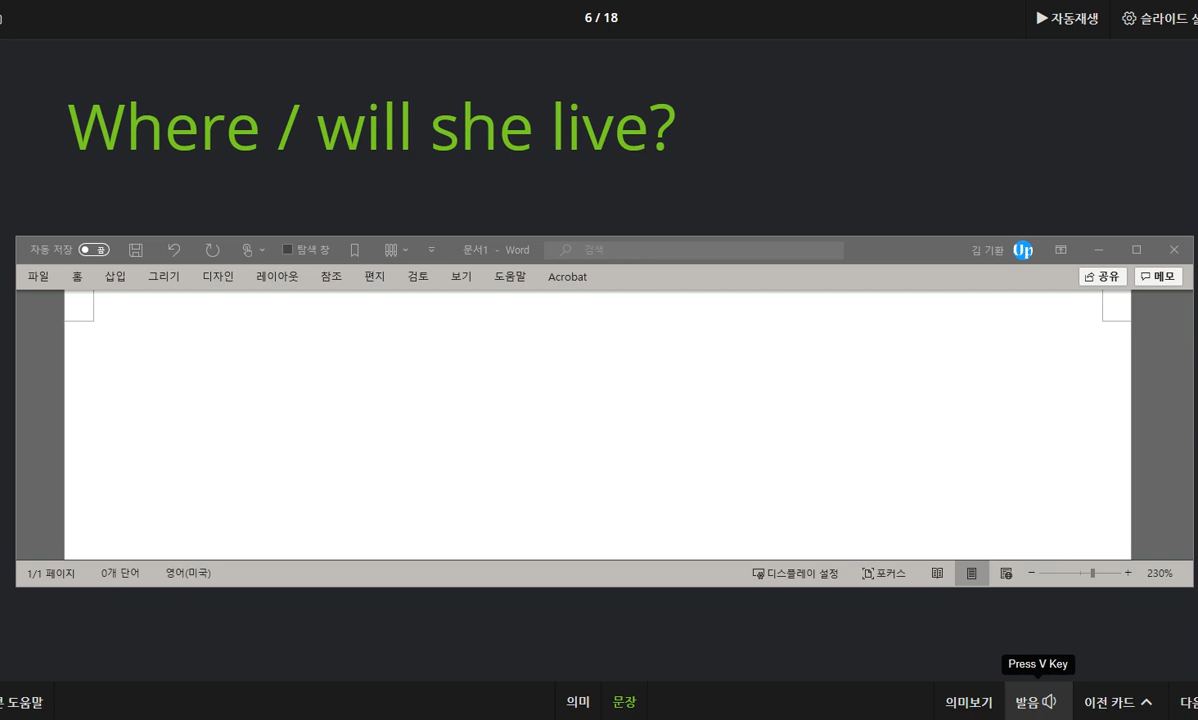 6 / 18
▶ 자동재생
슬라이드
Where / will she live?
자동 저장 끔
탐색 창
문서1 - Word
검색
김 기환
Up
파일 홈 삽입 그리기 디자인 레이아웃 참조 편지 검토 보기 도움말 Acrobat
공유
메모
1/1 페이지 0개 단어 영어(미국)
디스플레이 설정 포커스 - + 230%
Press V Key
도움말
의미 문장
의미보기 발음 이전 카드